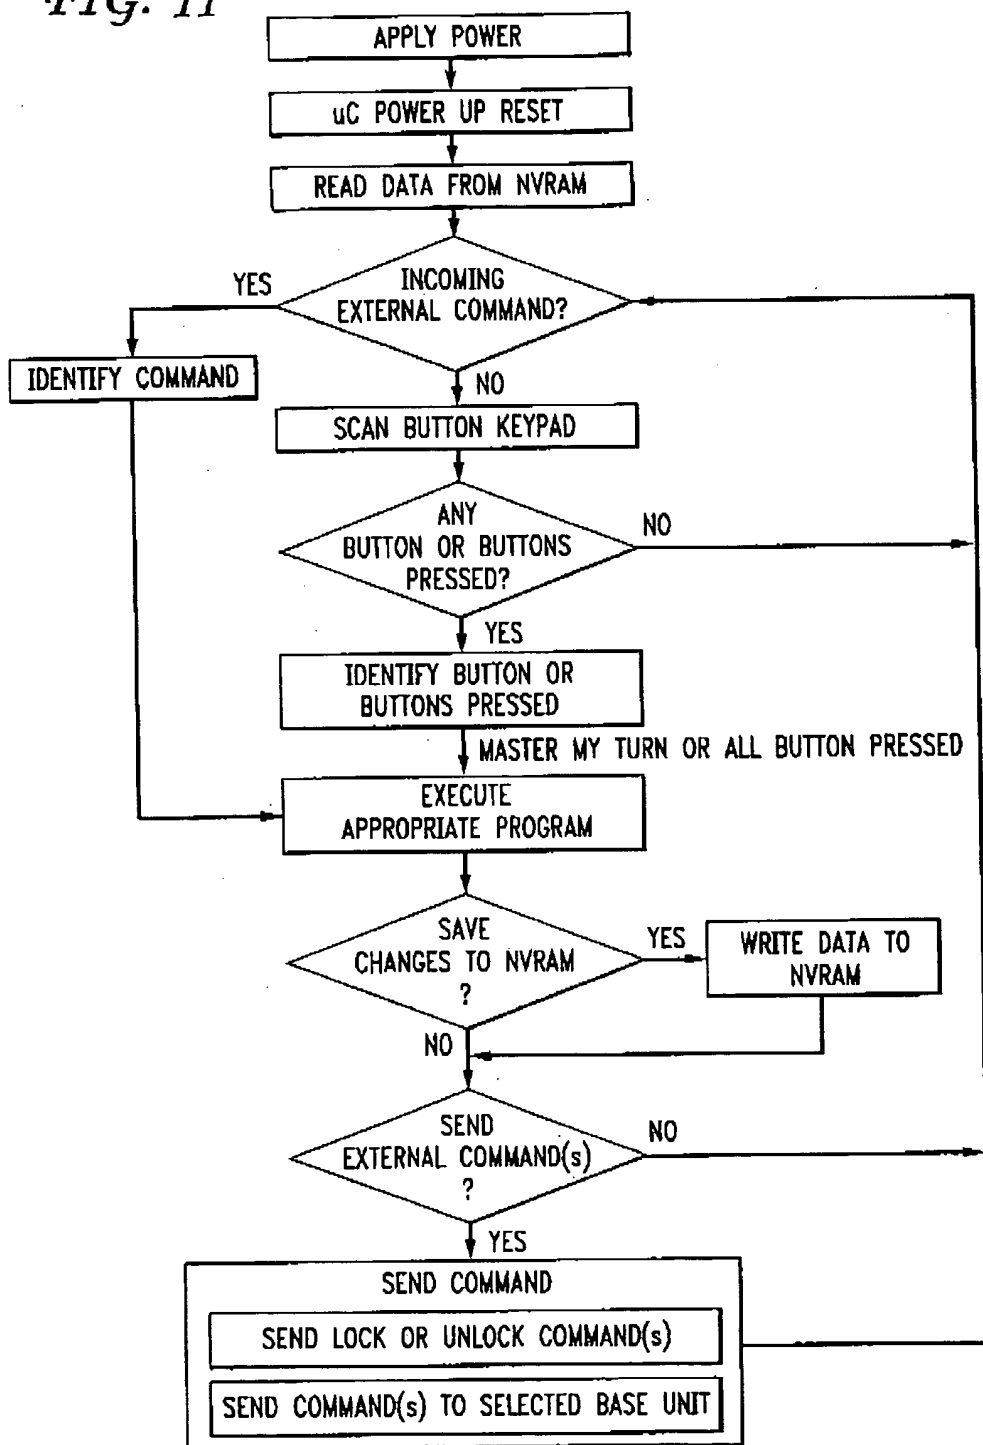 FIG. 11
APPLY POWER
uC POWER UP RESET
READ DATA FROM NVRAM
INCOMING
EXTERNAL COMMAND?
YES
IDENTIFY COMMAND
NO
SCAN BUTTON KEYPAD
ANY
BUTTON OR BUTTONS
PRESSED?
NO
YES
IDENTIFY BUTTON OR
BUTTONS PRESSED
MASTER MY TURN OR ALL BUTTON PRESSED
EXECUTE
APPROPRIATE PROGRAM
SAVE
CHANGES TO NVRAM
?
YES
WRITE DATA TO
NVRAM
NO
SEND
EXTERNAL COMMAND(s)
?
NO
YES
SEND COMMAND
SEND LOCK OR UNLOCK COMMAND(s)
SEND COMMAND(s) TO SELECTED BASE UNIT